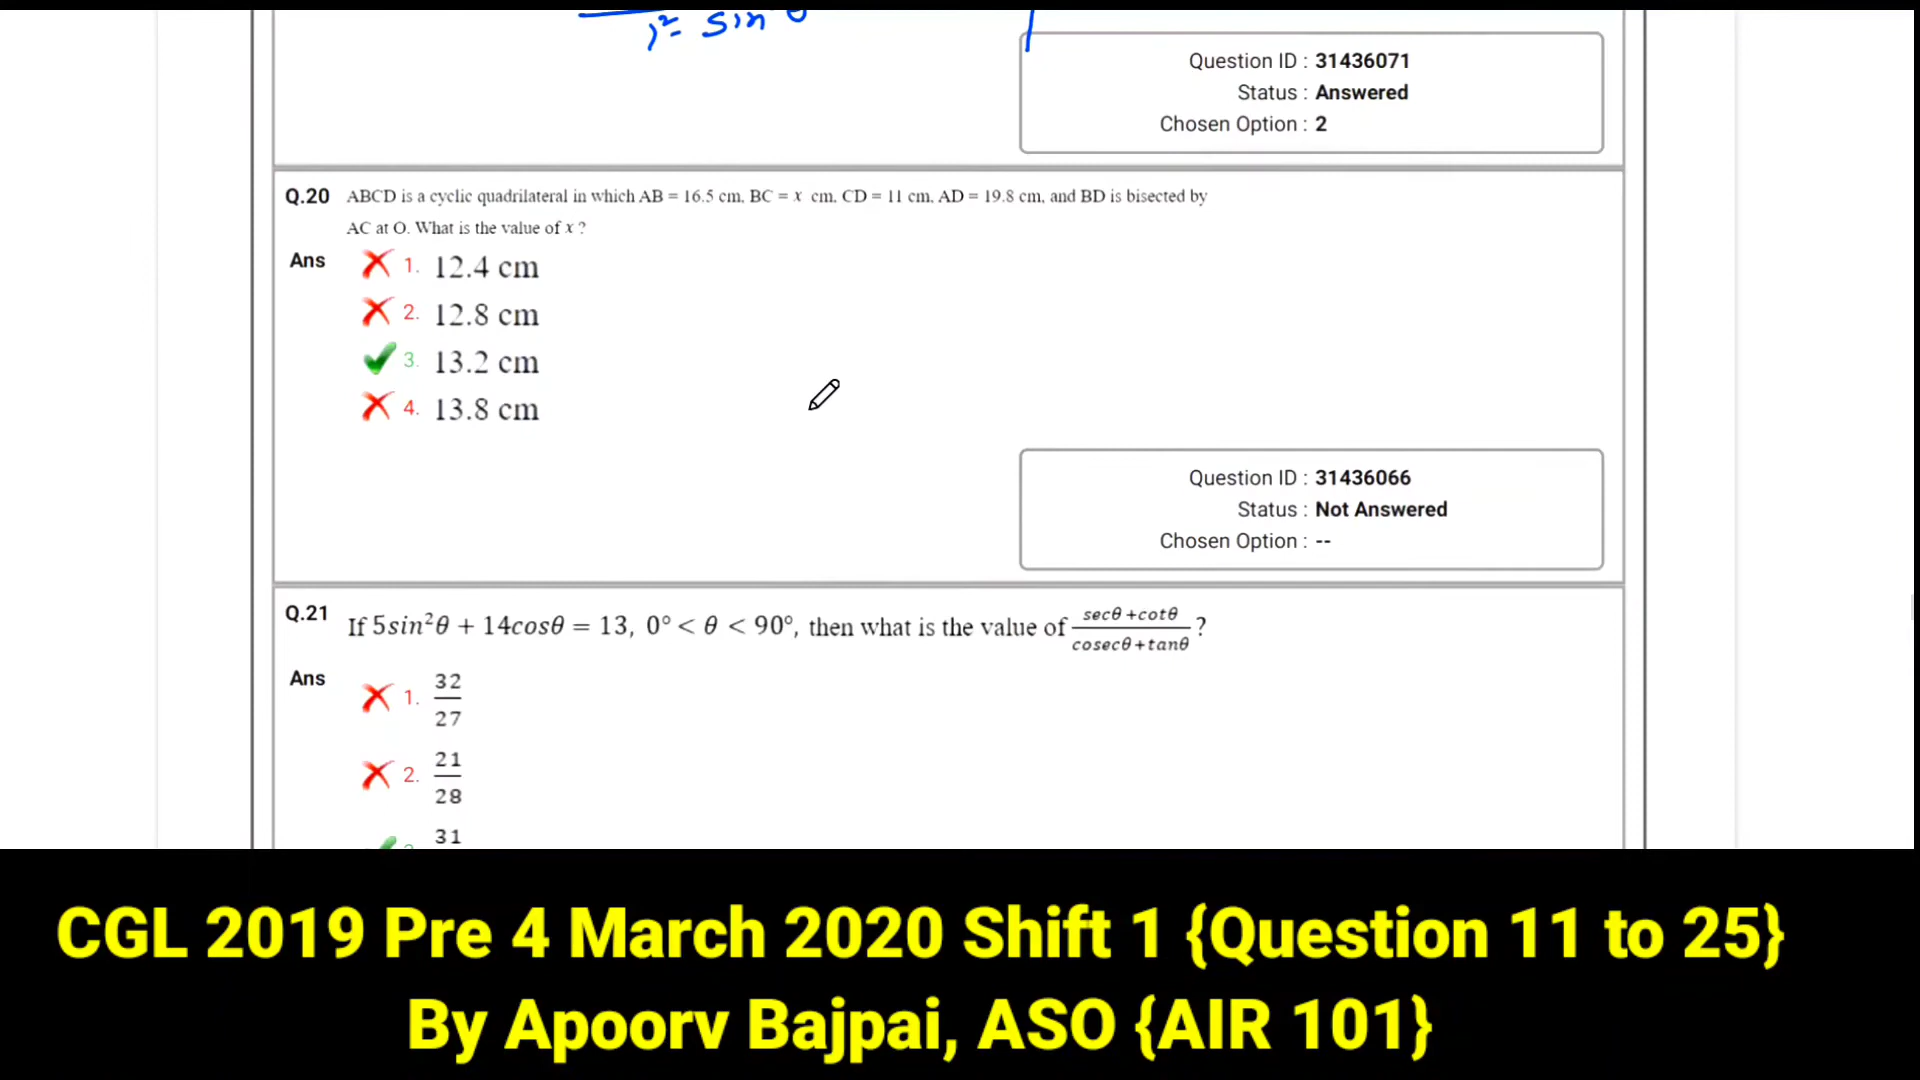 )² = sin θ
Question ID : 31436071
Status : Answered
Chosen Option : 2
Q.20 ABCD is a cyclic quadrilateral in which AB = 16.5 cm, BC = x cm, CD = 11 cm, AD = 19.8 cm, and BD is bisected by
AC at O. What is the value of x ?
Ans
1. 12.4 cm
2. 12.8 cm
3. 13.2 cm
4. 13.8 cm
Question ID : 31436066
Status : Not Answered
Chosen Option : --
Q.21 If 5sin²θ + 14cosθ = 13, 0° < θ < 90°, then what is the value of (secθ+cotθ)/(cosecθ+tanθ) ?
Ans
1. 32/27
2. 21/28
31
CGL 2019 Pre 4 March 2020 Shift 1 {Question 11 to 25}
By Apoorv Bajpai, ASO {AIR 101}